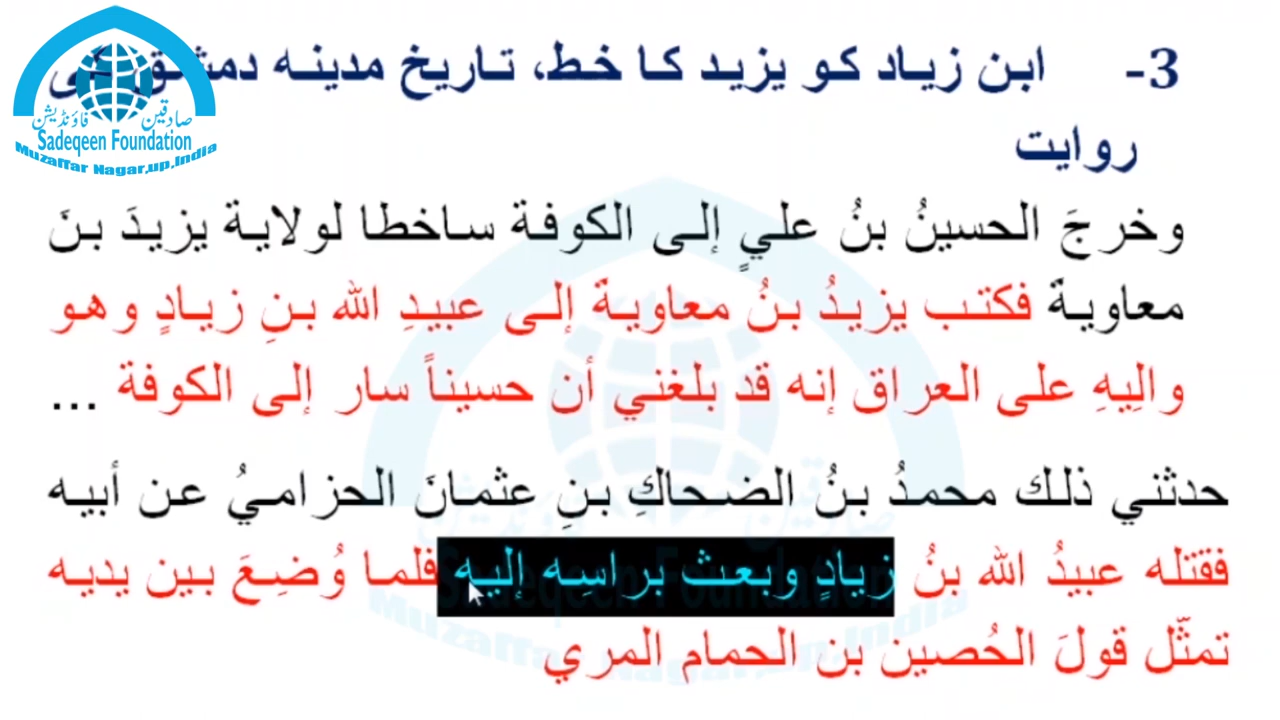 صادقین فاؤنڈیشن
Sadeqeen Foundation
Muzaffar Nagar,up,India
3- ابن زیاد کو یزید کا خط، تاریخ مدینہ دمشق کی
روایت
وخرجَ الحسينُ بنُ عليٍ إلى الكوفة ساخطا لولاية يزيدَ بنَ
معاوية فكتب يزيدُ بنُ معاويةَ إلى عبيدِ الله بنِ زيادٍ وهو
والِيهِ على العراق إنه قد بلغني أن حسيناً سار إلى الكوفة ...
حدثني ذلك محمدُ بنُ الضحاكِ بنِ عثمانَ الحزاميُ عن أبيه
فقتله عبيدُ الله بنُ زيادٍ وبعث براسِه إليه فلما وُضِعَ بين يديه
تمثّل قولَ الحُصين بن الحمام المري